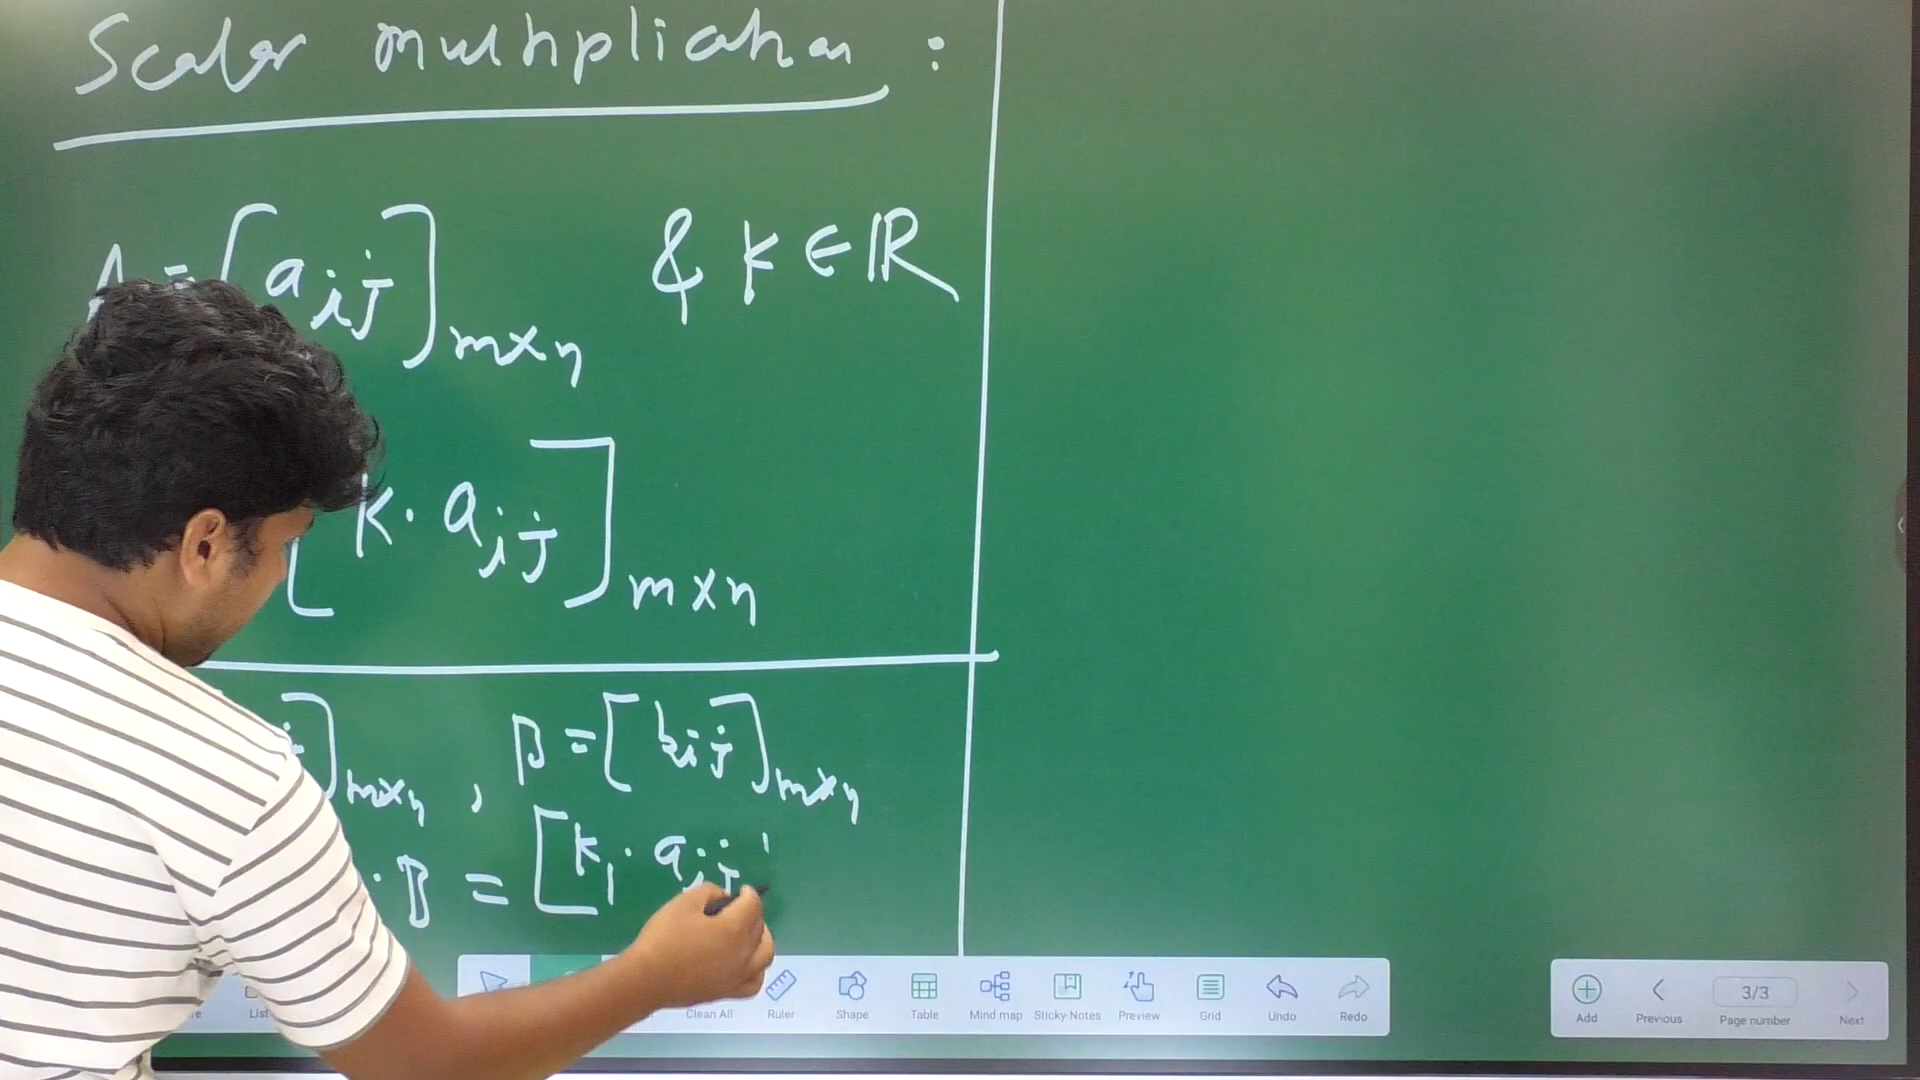 Scalar multiplication :
A = [aij]m×n & k ∈ ℝ
[k · aij]m×n
]m×n , B = [bij]m×n
· B = [k1 · aij
List Clean All Ruler Shape Table Mind map Sticky-Notes Preview Grid Undo Redo
Add Previous 3/3 Page number Next